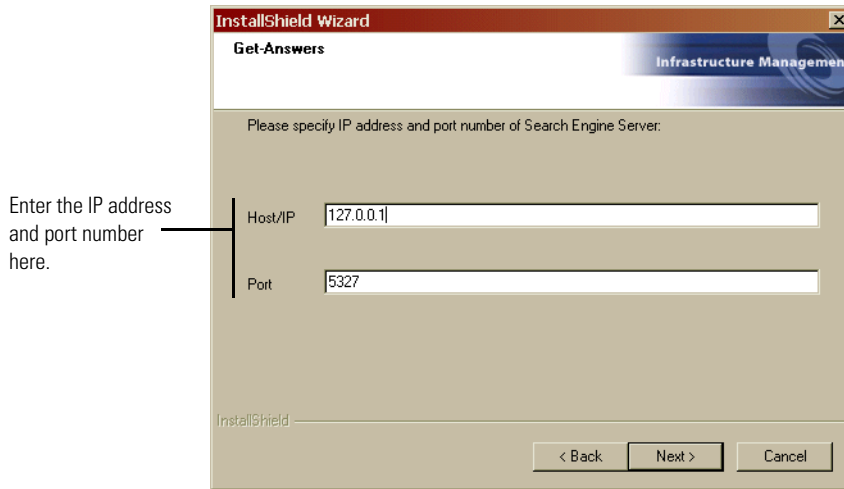 InstallShield Wizard
Get-Answers
Infrastructure Managemen
Please specify IP address and port number of Search Engine Server:
Enter the IP address
and port number
here.
Host/IP
127.0.0.1
Port
5327
InstallShield
< Back
Next >
Cancel